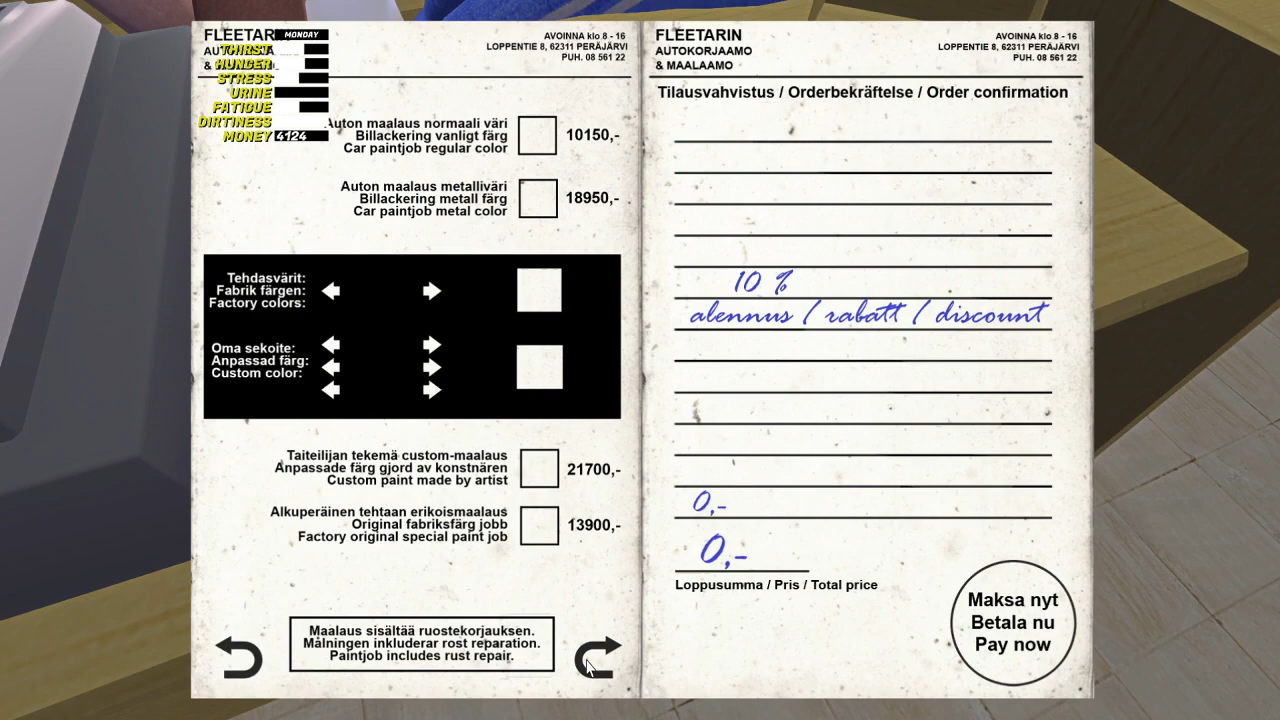 FLEETAR
MONDAY
THIRST
& HUNGER
STRESS
URINE
FATIGUE
DIRTINESS
MONEY 4124
AVOINNA klo 8 - 16
LOPPENTIE 8, 62311 PERÄJÄRVI
PUH. 08 561 22
Auton maalaus normaali väri
Billackering vanligt färg
Car paintjob regular color
10150,-
Auton maalaus metalliväri
Billackering metall färg
Car paintjob metal color
18950,-
Tehdasvärit:
Fabrik färgen:
Factory colors:
Oma sekoite:
Anpassad färg:
Custom color:
Taiteilijan tekemä custom-maalaus
Anpassade färg gjord av konstnären
Custom paint made by artist
21700,-
Alkuperäinen tehtaan erikoismaalaus
Original fabriksfärg jobb
Factory original special paint job
13900,-
Maalaus sisältää ruostekorjauksen.
Målningen inkluderar rost reparation.
Paintjob includes rust repair.
FLEETARIN
AUTOKORJAAMO
& MAALAAMO
AVOINNA klo 8 - 16
LOPPENTIE 8, 62311 PERÄJÄRVI
PUH. 08 561 22
Tilausvahvistus / Orderbekräftelse / Order confirmation
10 %
alennus / rabatt / discount
0,-
0,-
Loppusumma / Pris / Total price
Maksa nyt
Betala nu
Pay now